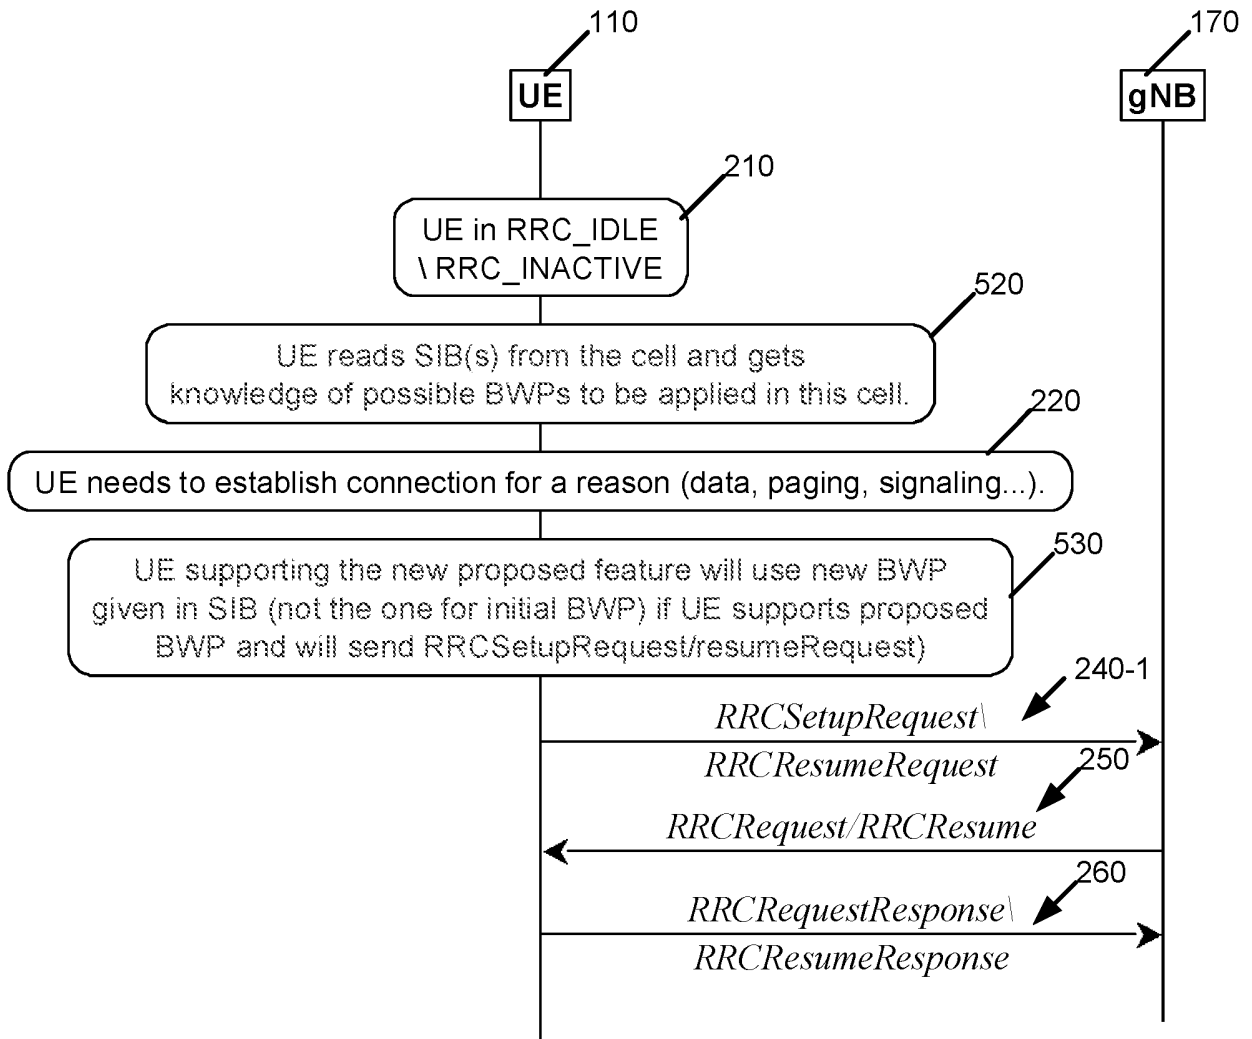 110
170
UE
gNB
210
UE in RRC_IDLE
\ RRC_INACTIVE
520
UE reads SIB(s) from the cell and gets
knowledge of possible BWPs to be applied in this cell.
220
UE needs to establish connection for a reason (data, paging, signaling...).
530
UE supporting the new proposed feature will use new BWP
given in SIB (not the one for initial BWP) if UE supports proposed
BWP and will send RRCSetupRequest/resumeRequest)
240-1
RRCSetupRequest\
RRCResumeRequest
250
RRCRequest/RRCResume
260
RRCRequestResponse\
RRCResumeResponse